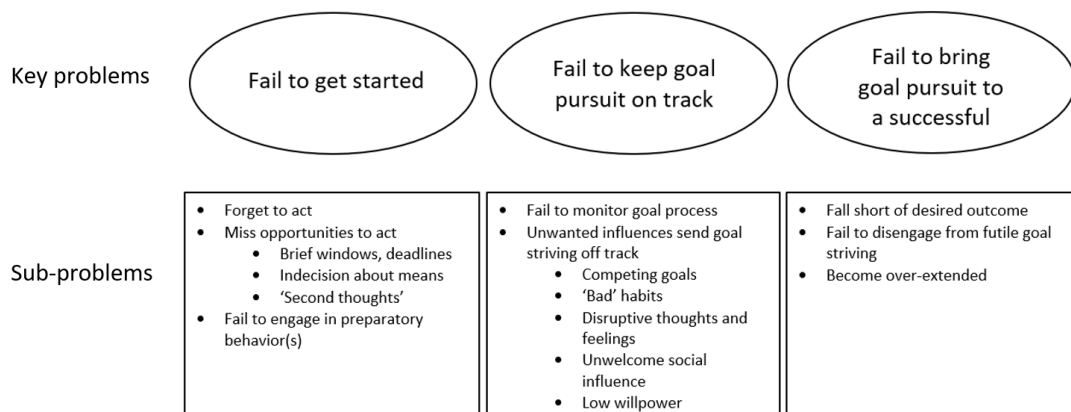 Key problems
Fail to get started
Fail to keep goal
pursuit on track
Fail to bring
goal pursuit to
a successful
Sub-problems
• Forget to act
• Miss opportunities to act
• Brief windows, deadlines
• Indecision about means
• ‘Second thoughts’
• Fail to engage in preparatory
behavior(s)
• Fail to monitor goal process
• Unwanted influences send goal
striving off track
• Competing goals
• ‘Bad’ habits
• Disruptive thoughts and
feelings
• Unwelcome social
influence
• Low willpower
• Fall short of desired outcome
• Fail to disengage from futile goal
striving
• Become over-extended